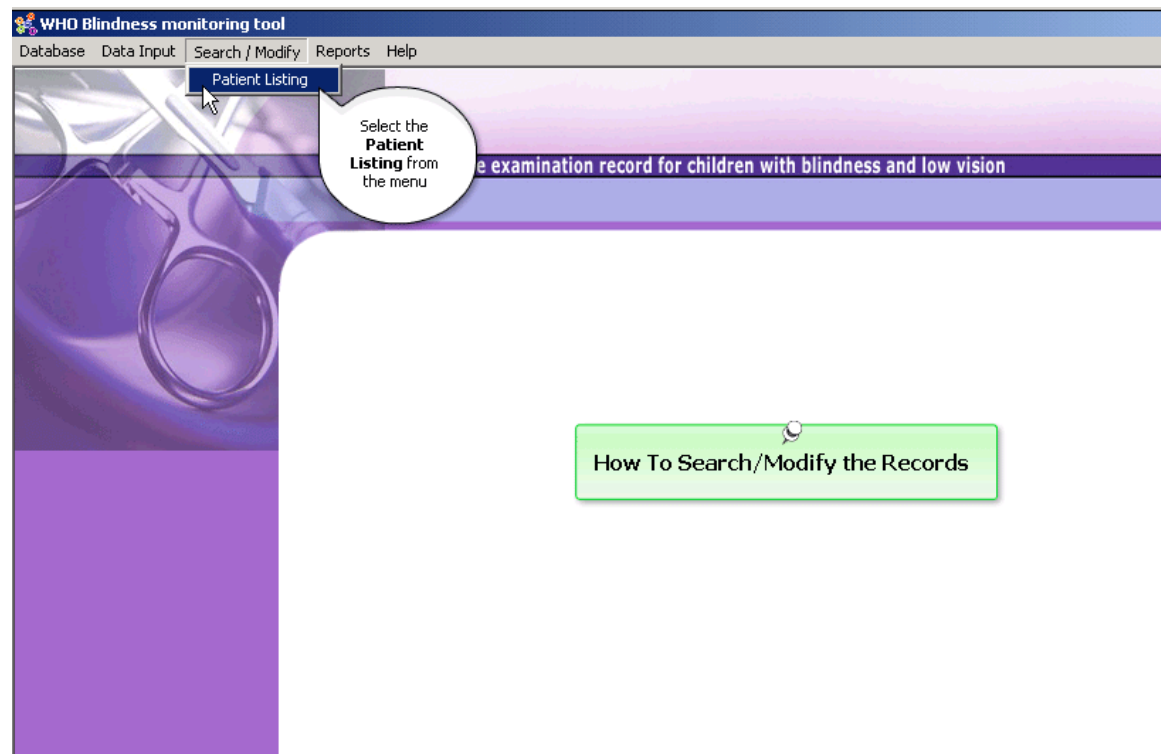 WHO Blindness monitoring tool
Database Data Input Search / Modify Reports Help
Patient Listing
Select the
Patient
Listing from
the menu
e examination record for children with blindness and low vision
How To Search/Modify the Records